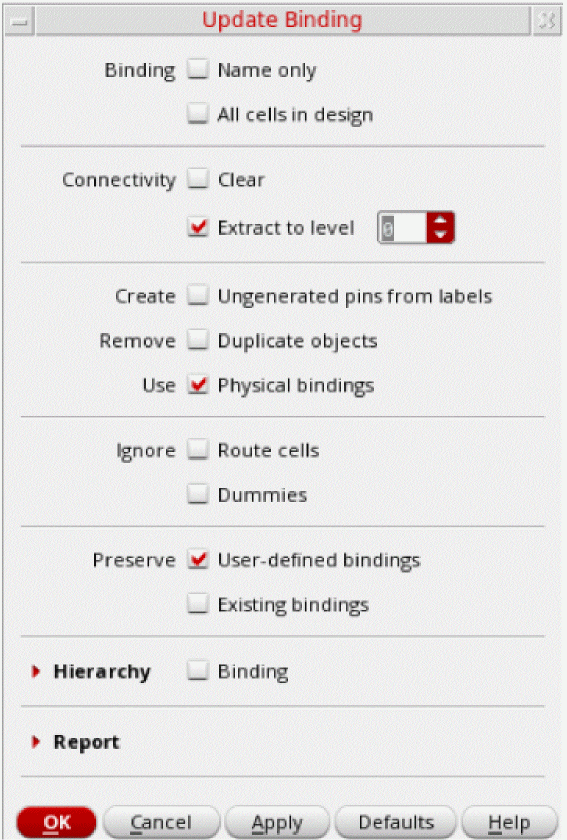 Update Binding
Binding Name only
All cells in design
Connectivity Clear
Extract to level 0
Create Ungenerated pins from labels
Remove Duplicate objects
Use Physical bindings
Ignore Route cells
Dummies
Preserve User-defined bindings
Existing bindings
Hierarchy Binding
Report
OK Cancel Apply Defaults Help